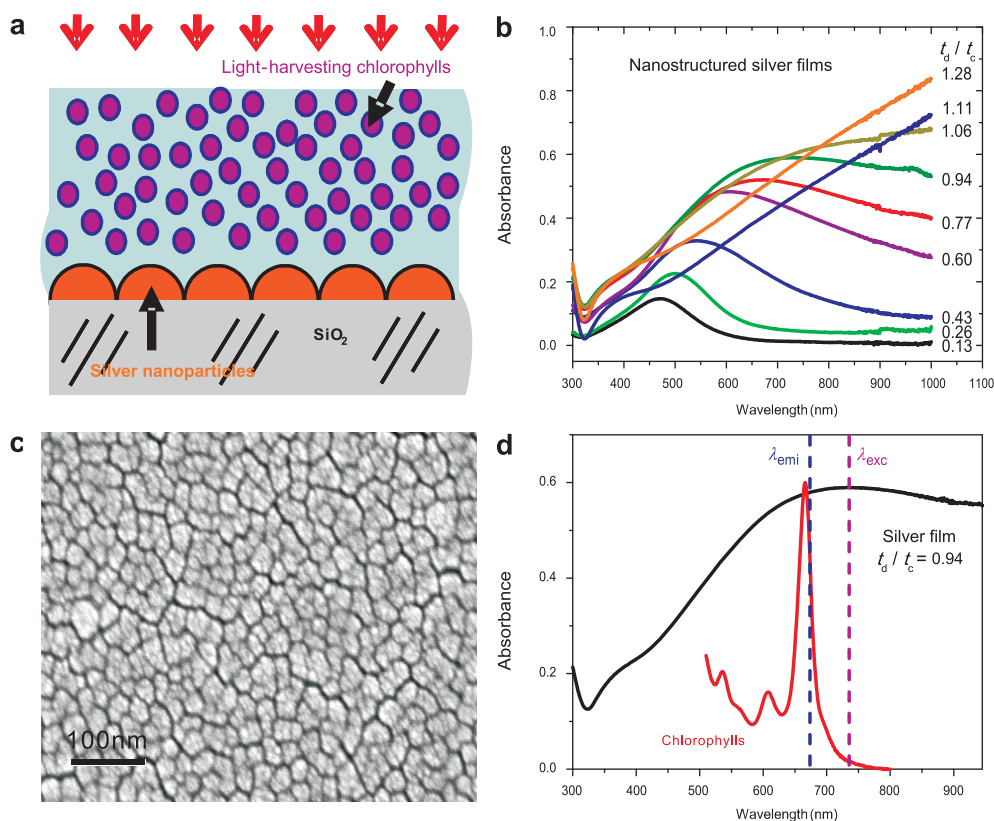 a
Light-harvesting chlorophylls
SiO2
Silver nanoparticles
b
1.0
0.8
0.6
0.4
0.2
0.0
Absorbance
Nanostructured silver films
td / tc
1.28
1.11
1.06
0.94
0.77
0.60
0.43
0.26
0.13
300 400 500 600 700 800 900 1000 1100
Wavelength (nm)
c
100nm
d
0.6
0.4
0.2
0.0
Absorbance
λemi
λexc
Silver film
td / tc = 0.94
Chlorophylls
300 400 500 600 700 800 900
Wavelength (nm)